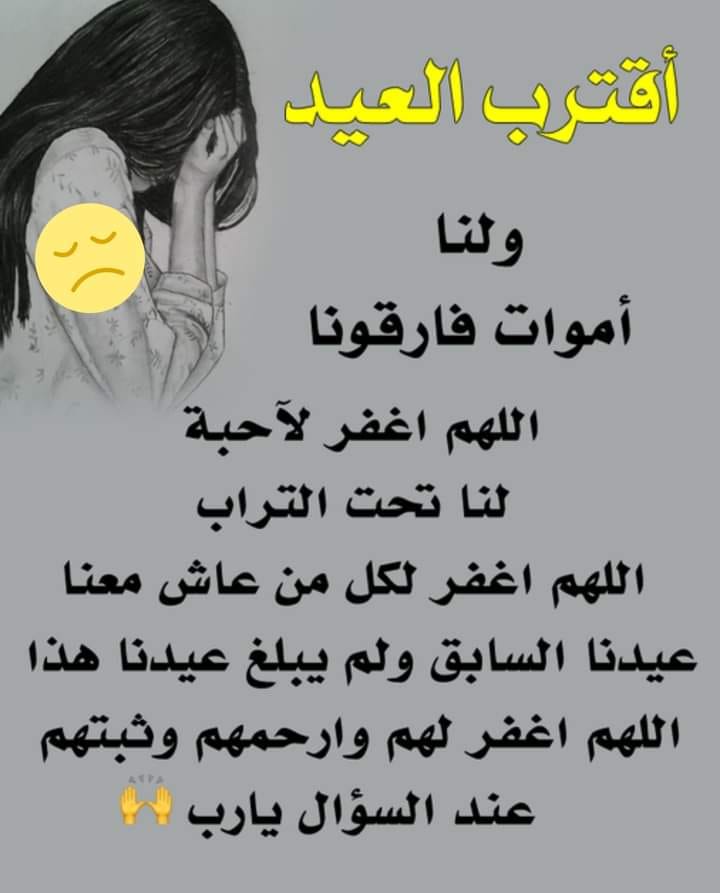 أقترب العيد
ولنا
أموات فارقونا
اللهم اغفر لآحبة
لنا تحت التراب
اللهم اغفر لكل من عاش معنا
عيدنا السابق ولم يبلغ عيدنا هذا
اللهم اغفر لهم وارحمهم وثبتهم
عند السؤال يارب 🙌